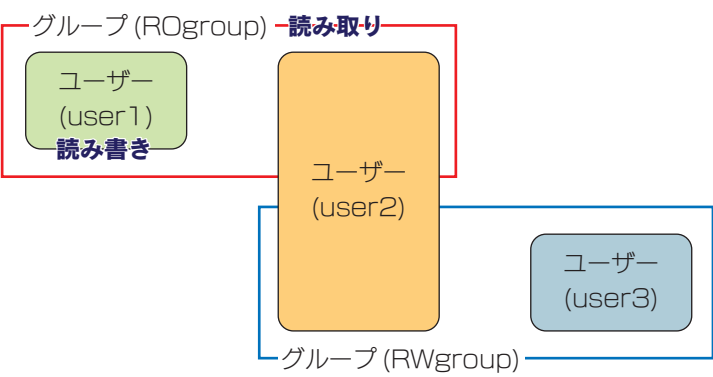 グループ(ROgroup) 読み取り
ユーザー
(user1)
読み書き
ユーザー
(user2)
ユーザー
(user3)
グループ(RWgroup)